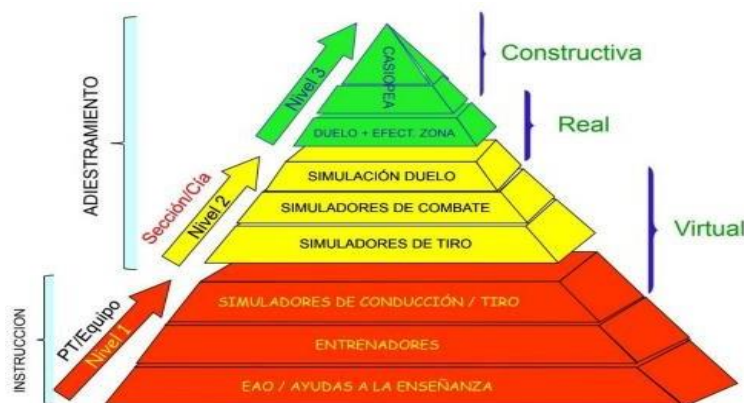 Constructiva
Nivel 3
CASIOPEA
ADIESTRAMIENTO
DUELO + EFECT. ZONA
Real
Sección/Cía
Nivel 2
SIMULACIÓN DUELO
SIMULADORES DE COMBATE
SIMULADORES DE TIRO
Virtual
INSTRUCCION
PT/Equipo
Nivel 1
SIMULADORES DE CONDUCCIÓN / TIRO
ENTRENADORES
EAO / AYUDAS A LA ENSEÑANZA